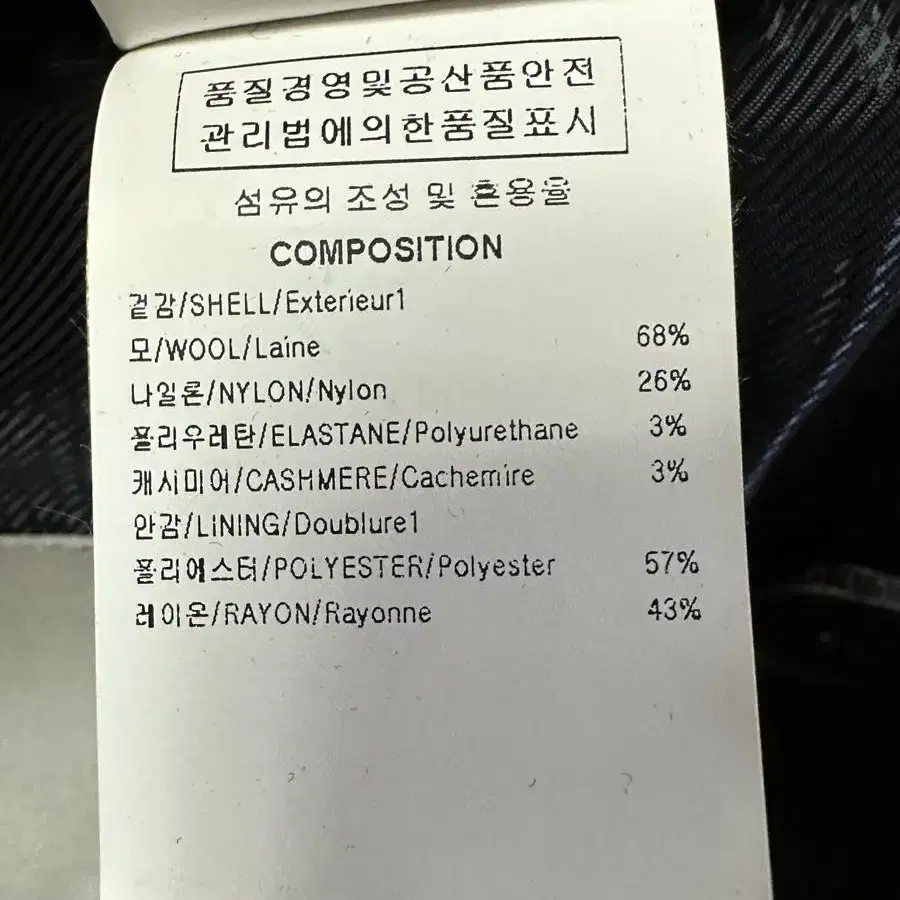 품질경영및공산품안전
관리법에의한품질표시
섬유의 조성 및 혼용율
COMPOSITION
겉감/SHELL/Exterieur1
모/WOOL/Laine 68%
나일론/NYLON/Nylon 26%
폴리우레탄/ELASTANE/Polyurethane 3%
캐시미어/CASHMERE/Cachemire 3%
안감/LINING/Doublure1
폴리에스터/POLYESTER/Polyester 57%
레이온/RAYON/Rayonne 43%